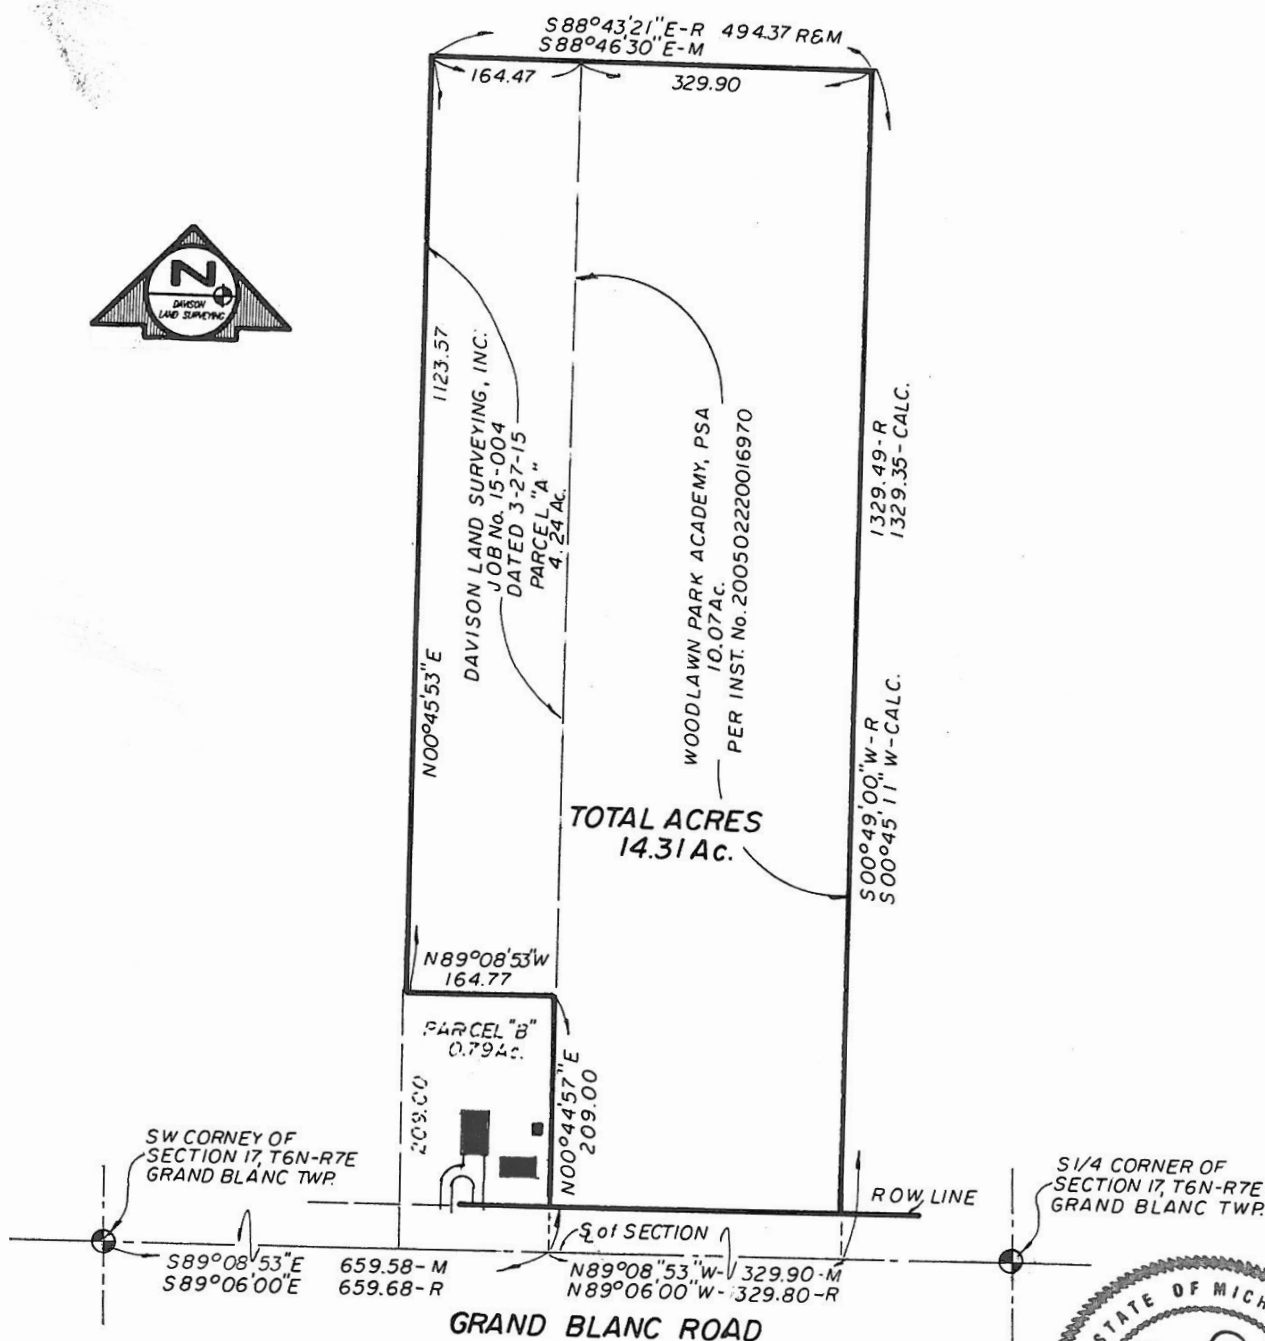 S88°43'21"E-R 494.37 R&M
S88°46'30"E-M
164.47
329.90
N
DAVISON
LAND SURVEYING
1123.57
N00°45'53"E
DAVISON LAND SURVEYING, INC.
JOB No. 15-004
DATED 3-27-15
PARCEL "A"
4.24 Ac.
WOODLAWN PARK ACADEMY, PSA
10.07 Ac.
PER INST. No. 200502220016970
1329.49-R
1329.35-CALC.
S00°49'00"W-R
S00°45'11"W-CALC.
TOTAL ACRES
14.31 Ac.
N89°08'53"W
164.77
PARCEL "B"
0.79 Ac.
209.00
N00°44'57"E
209.00
SW CORNEY OF
SECTION 17, T6N-R7E
GRAND BLANC TWP.
S1/4 CORNER OF
SECTION 17, T6N-R7E
GRAND BLANC TWP.
ROW LINE
S of SECTION
S89°08'53"E 659.58-M
S89°06'00"E 659.68-R
N89°08'53"W- 329.90-M
N89°06'00"W- 329.80-R
GRAND BLANC ROAD
STATE OF MICH